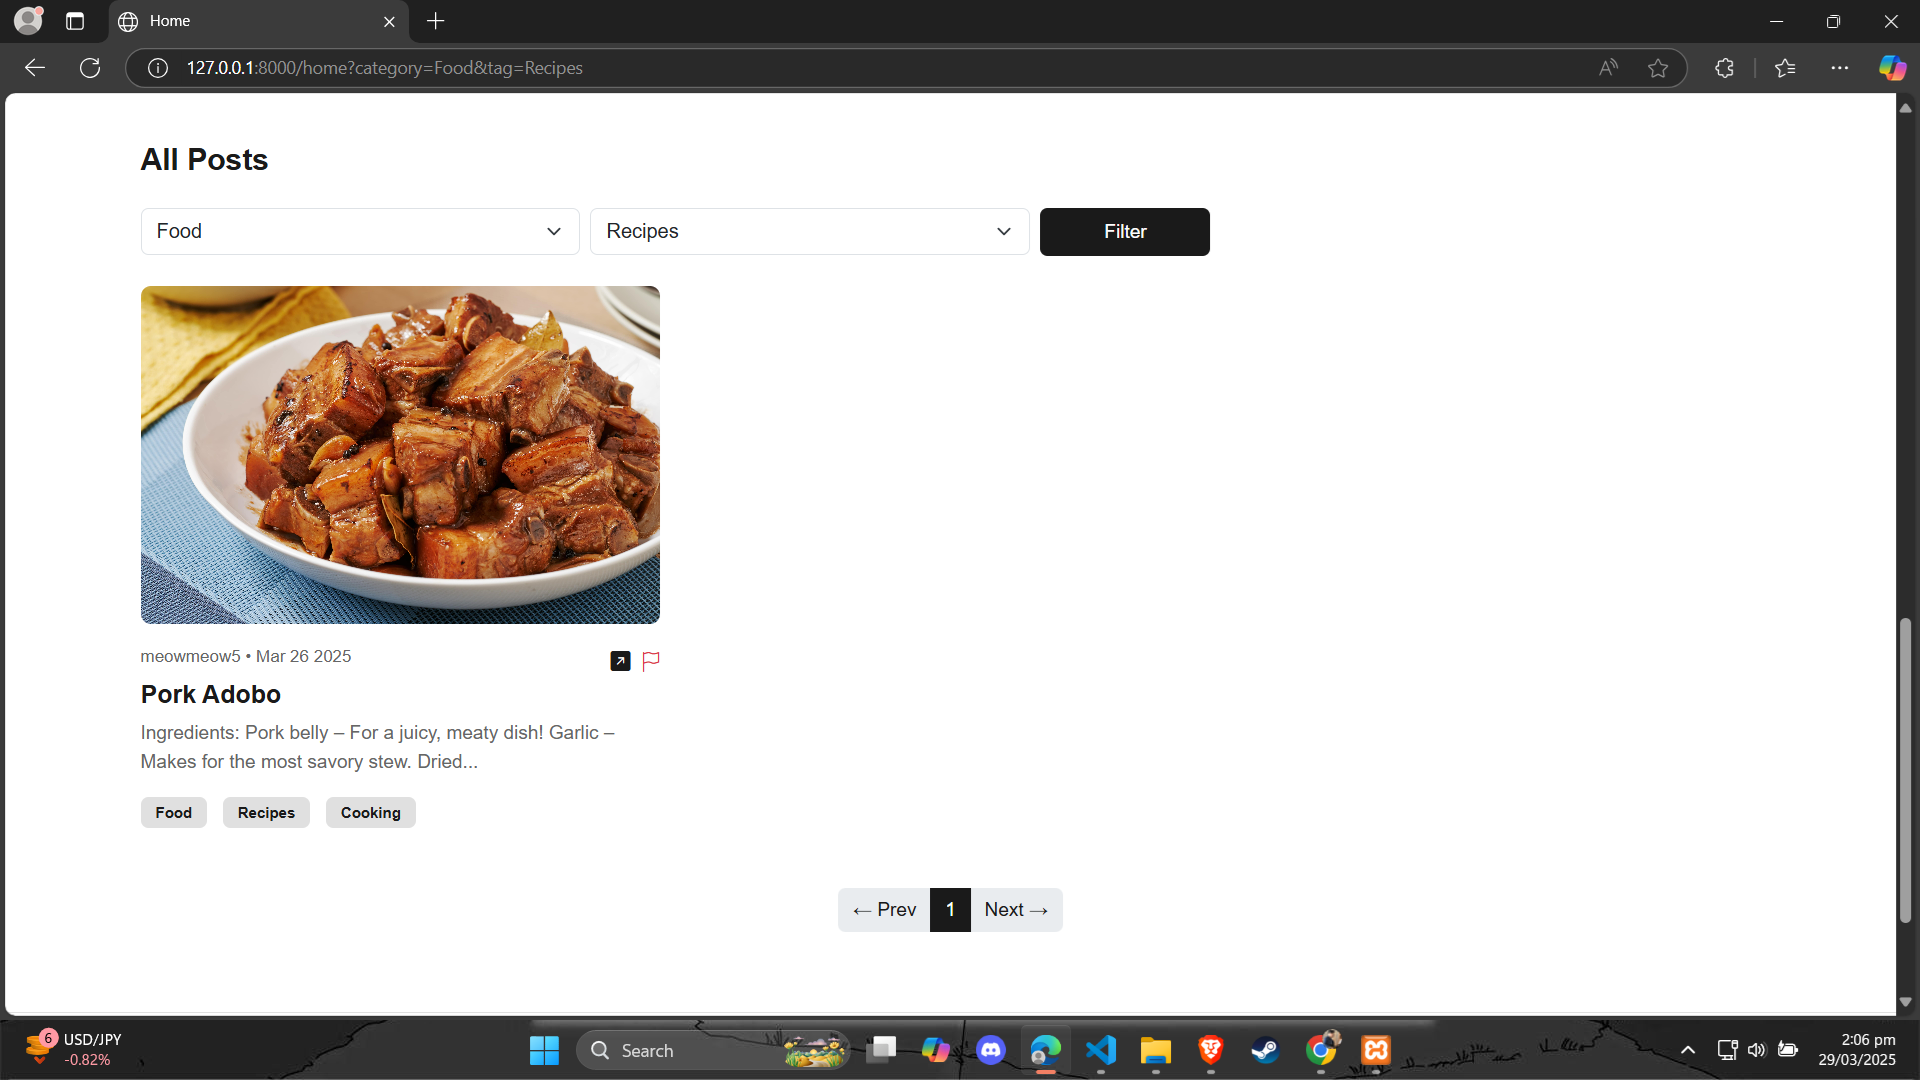 Home
127.0.0.1:8000/home?category=Food&tag=Recipes
All Posts
Food
Recipes
Filter
meowmeow5 • Mar 26 2025
Pork Adobo
Ingredients: Pork belly – For a juicy, meaty dish! Garlic –
Makes for the most savory stew. Dried...
Food
Recipes
Cooking
← Prev
1
Next →
6
USD/JPY
-0.82%
Search
2:06 pm
29/03/2025